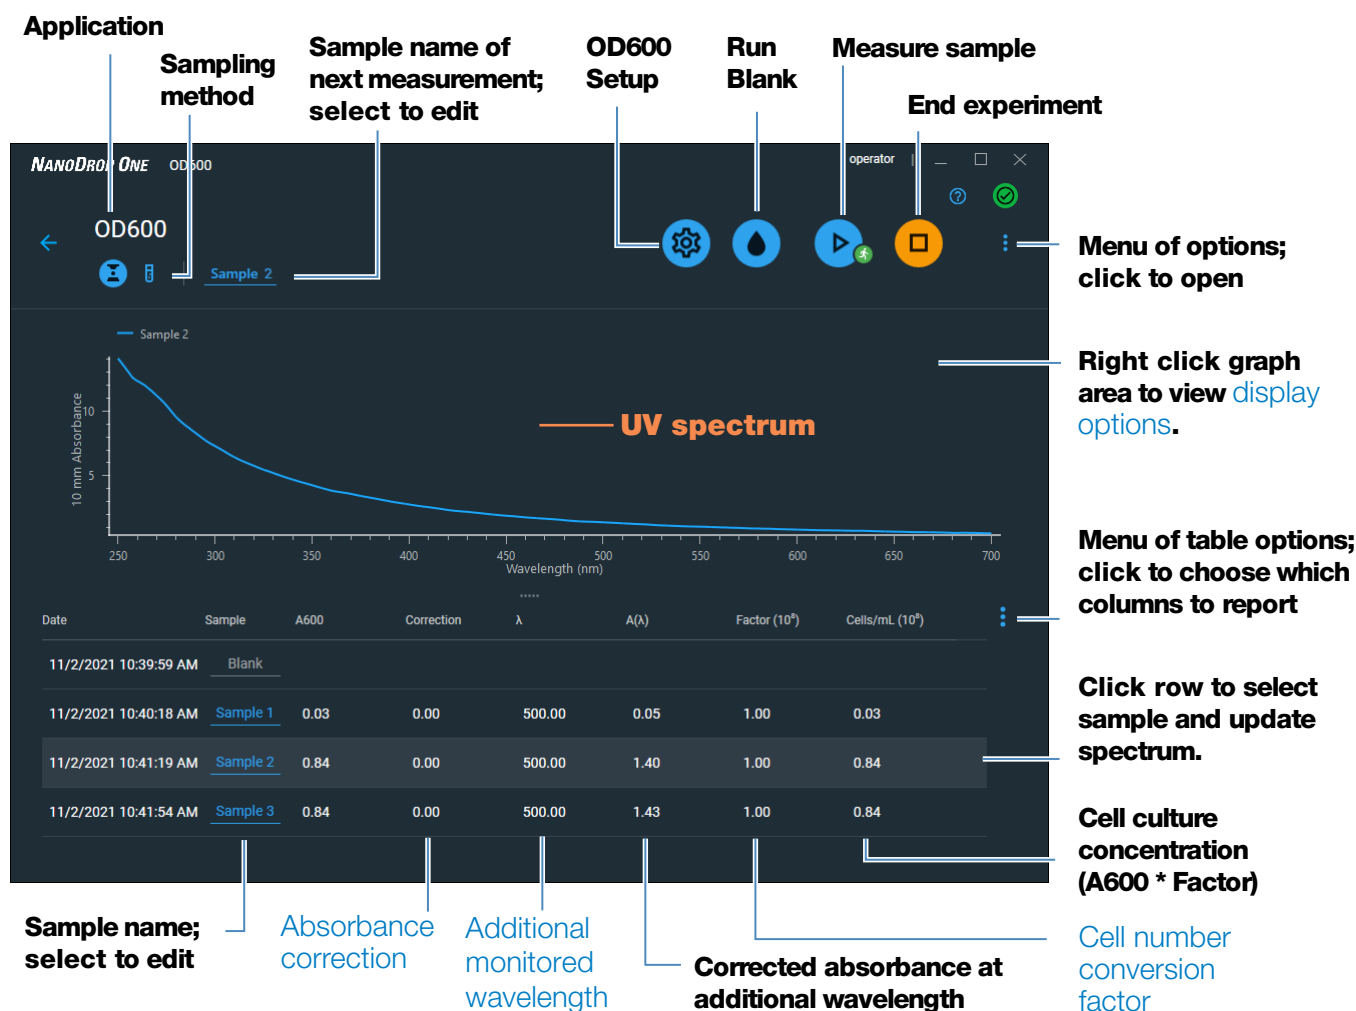 Application
Sampling
method
Sample name of
next measurement;
select to edit
OD600
Setup
Run
Blank
Measure sample
End experiment
NANODROP ONE OD600
operator
OD600
Sample 2
Menu of options;
click to open
Sample 2
Right click graph
area to view display
options.
UV spectrum
10 mm Absorbance
10
5
250 300 350 400 450 500 550 600 650 700
Wavelength (nm)
Menu of table options;
click to choose which
columns to report
Date Sample A600 Correction λ A(λ) Factor (10⁸) Cells/mL (10⁸)
11/2/2021 10:39:59 AM Blank
11/2/2021 10:40:18 AM Sample 1 0.03 0.00 500.00 0.05 1.00 0.03
11/2/2021 10:41:19 AM Sample 2 0.84 0.00 500.00 1.40 1.00 0.84
11/2/2021 10:41:54 AM Sample 3 0.84 0.00 500.00 1.43 1.00 0.84
Click row to select
sample and update
spectrum.
Cell culture
concentration
(A600 * Factor)
Sample name;
select to edit
Absorbance
correction
Additional
monitored
wavelength
Corrected absorbance at
additional wavelength
Cell number
conversion
factor